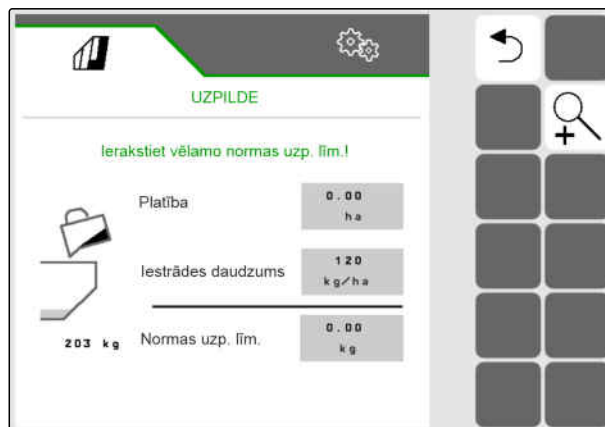 UZPILDE
Ierakstiet vēlamo normas uzp. līm.!
Platība
0.00
ha
Iestrādes daudzums
120
kg/ha
203 kg
Normas uzp. līm.
0.00
kg